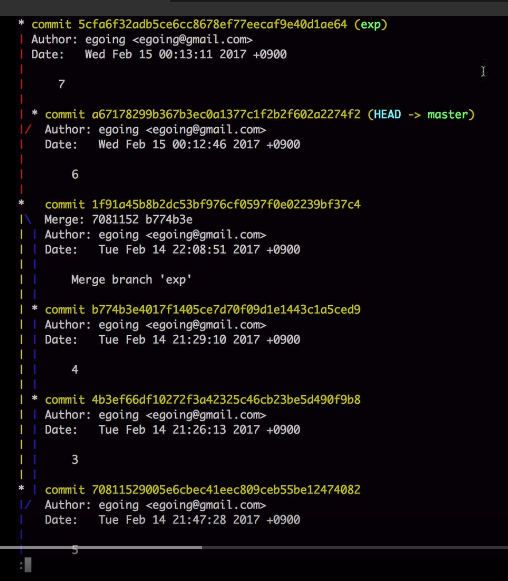 * commit 5cfa6f32adb5ce6cc8678ef77eecaf9e40d1ae64 (exp)
| Author: egoing <egoing@gmail.com>
| Date:   Wed Feb 15 00:13:11 2017 +0900
|
|     7
|
| * commit a67178299b367b3ec0a1377c1f2b2f602a2274f2 (HEAD -> master)
|/  Author: egoing <egoing@gmail.com>
|   Date:   Wed Feb 15 00:12:46 2017 +0900
|
|       6
|
*   commit 1f91a45b8b2dc53bf976cf0597f0e02239bf37c4
|\  Merge: 7081152 b774b3e
| | Author: egoing <egoing@gmail.com>
| | Date:   Tue Feb 14 22:08:51 2017 +0900
| |
| |     Merge branch 'exp'
| |
| * commit b774b3e4017f1405ce7d70f09d1e1443c1a5ced9
| | Author: egoing <egoing@gmail.com>
| | Date:   Tue Feb 14 21:29:10 2017 +0900
| |
| |     4
| |
| * commit 4b3ef66df10272f3a42325c46cb23be5d490f9b8
| | Author: egoing <egoing@gmail.com>
| | Date:   Tue Feb 14 21:26:13 2017 +0900
| |
| |     3
| |
* | commit 70811529005e6cbec41eec809ceb55be12474082
|/  Author: egoing <egoing@gmail.com>
|   Date:   Tue Feb 14 21:47:28 2017 +0900
|
|       5
: